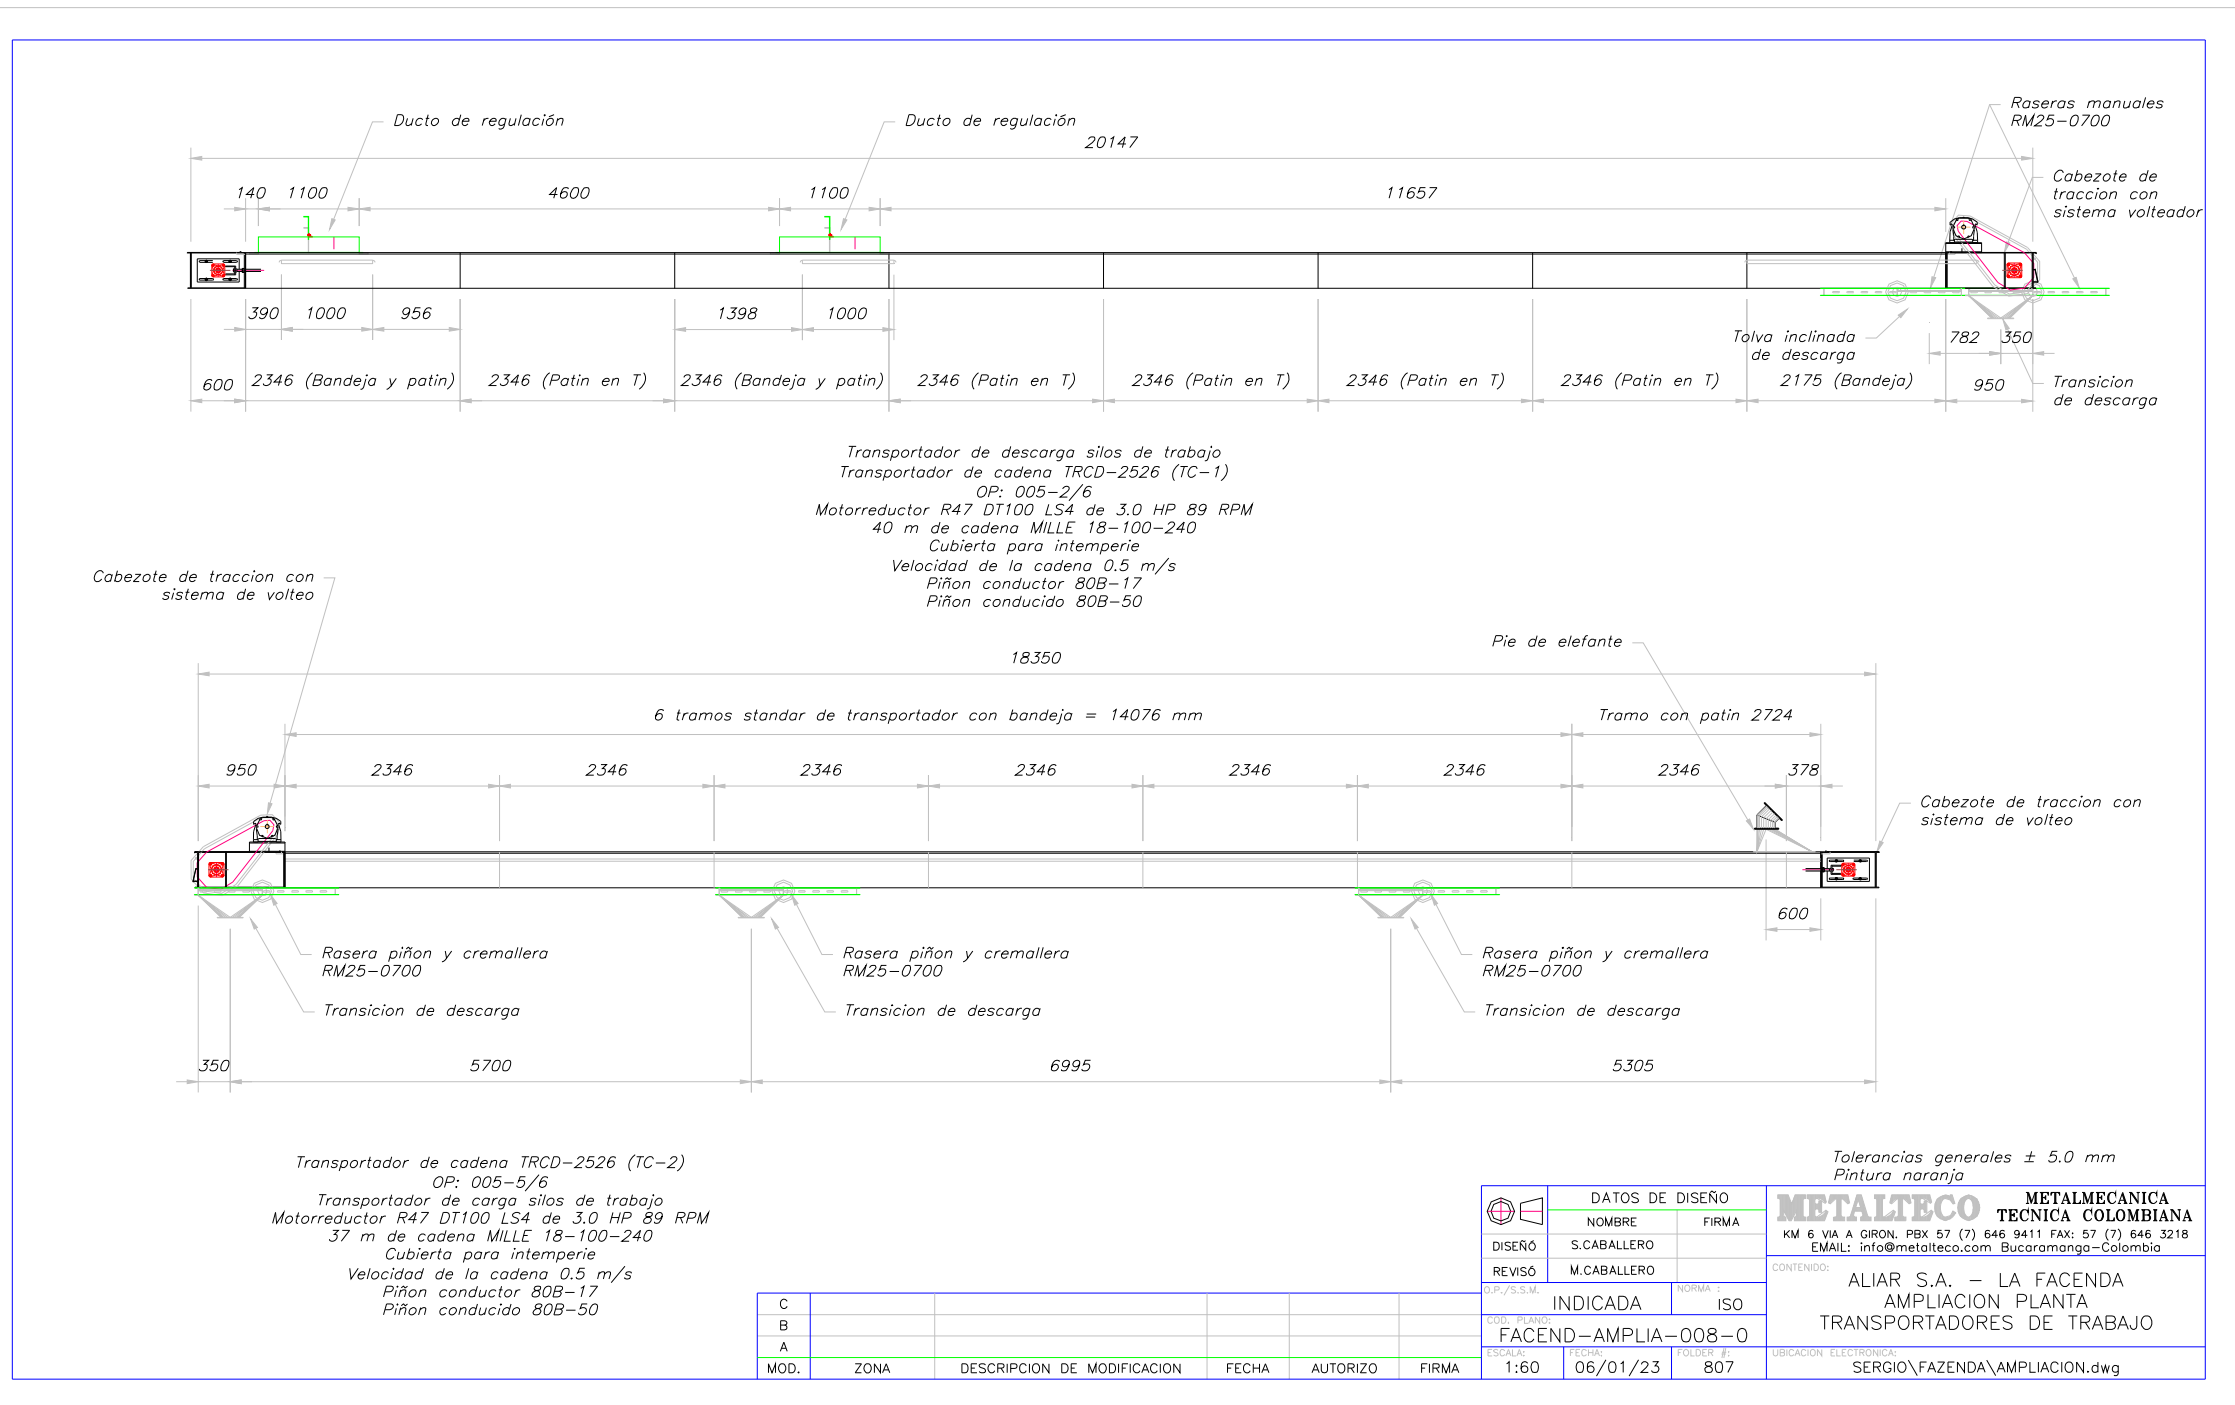 Ducto de regulación
Ducto de regulación
Raseras manuales
RM25-0700
20147
Cabezote de
traccion con
sistema volteador
140 1100 4600 1100 11657
390 1000 956 1398 1000
Tolva inclinada
de descarga
782 350
600 2346 (Bandeja y patin) 2346 (Patin en T) 2346 (Bandeja y patin) 2346 (Patin en T) 2346 (Patin en T) 2346 (Patin en T) 2346 (Patin en T) 2175 (Bandeja) 950
Transicion
de descarga
Transportador de descarga silos de trabajo
Transportador de cadena TRCD-2526 (TC-1)
OP: 005-2/6
Motorreductor R47 DT100 LS4 de 3.0 HP 89 RPM
40 m de cadena MILLE 18-100-240
Cubierta para intemperie
Velocidad de la cadena 0.5 m/s
Piñon conductor 80B-17
Piñon conducido 80B-50
Cabezote de traccion con
sistema de volteo
Pie de elefante
18350
6 tramos standar de transportador con bandeja = 14076 mm
Tramo con patin 2724
950 2346 2346 2346 2346 2346 2346 2346 378
Cabezote de traccion con
sistema de volteo
600
Rasera piñon y cremallera
RM25-0700
Rasera piñon y cremallera
RM25-0700
Rasera piñon y cremallera
RM25-0700
Transicion de descarga
Transicion de descarga
Transicion de descarga
350 5700 6995 5305
Transportador de cadena TRCD-2526 (TC-2)
OP: 005-5/6
Transportador de carga silos de trabajo
Motorreductor R47 DT100 LS4 de 3.0 HP 89 RPM
37 m de cadena MILLE 18-100-240
Cubierta para intemperie
Velocidad de la cadena 0.5 m/s
Piñon conductor 80B-17
Piñon conducido 80B-50
Tolerancias generales ± 5.0 mm
Pintura naranja
C
B
A
MOD. ZONA DESCRIPCION DE MODIFICACION FECHA AUTORIZO FIRMA
DATOS DE DISEÑO
NOMBRE FIRMA
DISEÑÓ S.CABALLERO
REVISÓ M.CABALLERO
O.P./S.S.M.
INDICADA
NORMA :
ISO
COD. PLANO:
FACEND-AMPLIA-008-0
ESCALA:
1:60
FECHA:
06/01/23
FOLDER #:
807
METALTECO
METALMECANICA
TECNICA COLOMBIANA
KM 6 VIA A GIRON. PBX 57 (7) 646 9411 FAX: 57 (7) 646 3218
EMAIL: info@metalteco.com Bucaramanga-Colombia
CONTENIDO:
ALIAR S.A. - LA FACENDA
AMPLIACION PLANTA
TRANSPORTADORES DE TRABAJO
UBICACION ELECTRONICA:
SERGIO\FAZENDA\AMPLIACION.dwg